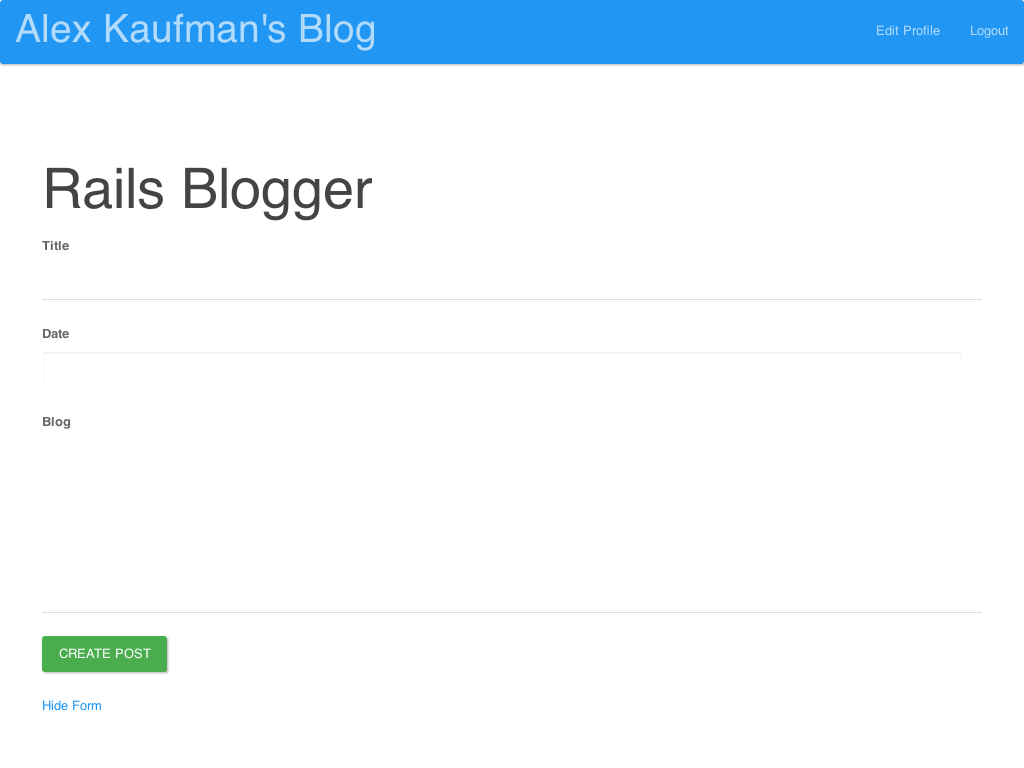 Alex Kaufman's Blog
Edit Profile
Logout
Rails Blogger
Title
Date
Blog
CREATE POST
Hide Form